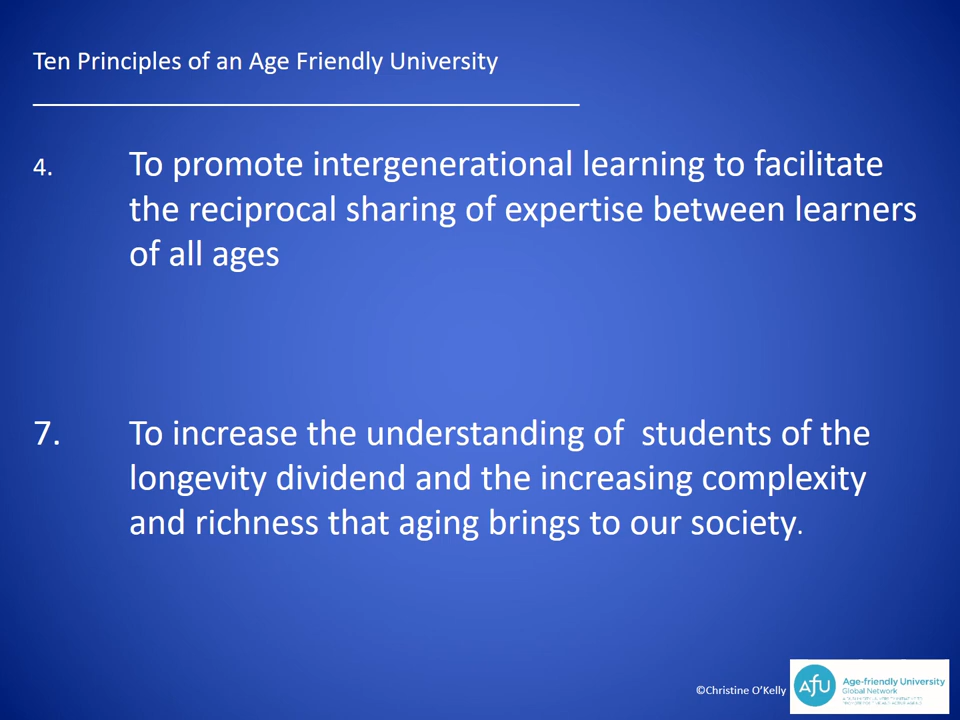 Ten Principles of an Age Friendly University
4. To promote intergenerational learning to facilitate
the reciprocal sharing of expertise between learners
of all ages
7. To increase the understanding of students of the
longevity dividend and the increasing complexity
and richness that aging brings to our society.
©Christine O’Kelly
AfU Age-friendly University
Global Network